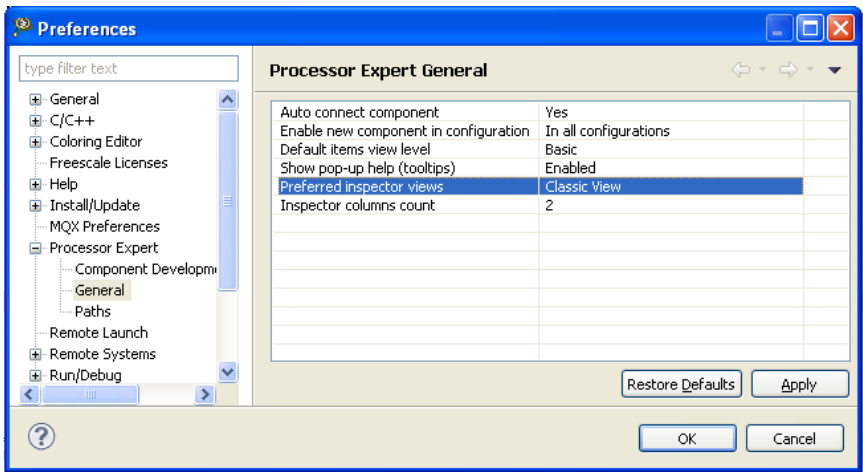 Preferences
type filter text
Processor Expert General
General
C/C++
Coloring Editor
Freescale Licenses
Help
Install/Update
MQX Preferences
Processor Expert
Component Developm
General
Paths
Remote Launch
Remote Systems
Run/Debug
Auto connect component Yes
Enable new component in configuration In all configurations
Default items view level Basic
Show pop-up help (tooltips) Enabled
Preferred inspector views Classic View
Inspector columns count 2
Restore Defaults Apply
? OK Cancel